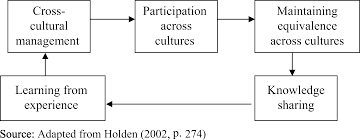 Cross-
cultural
management
Participation
across
cultures
Maintaining
equivalence
across cultures
Learning from
experience
Knowledge
sharing
Source: Adapted from Holden (2002, p. 274)